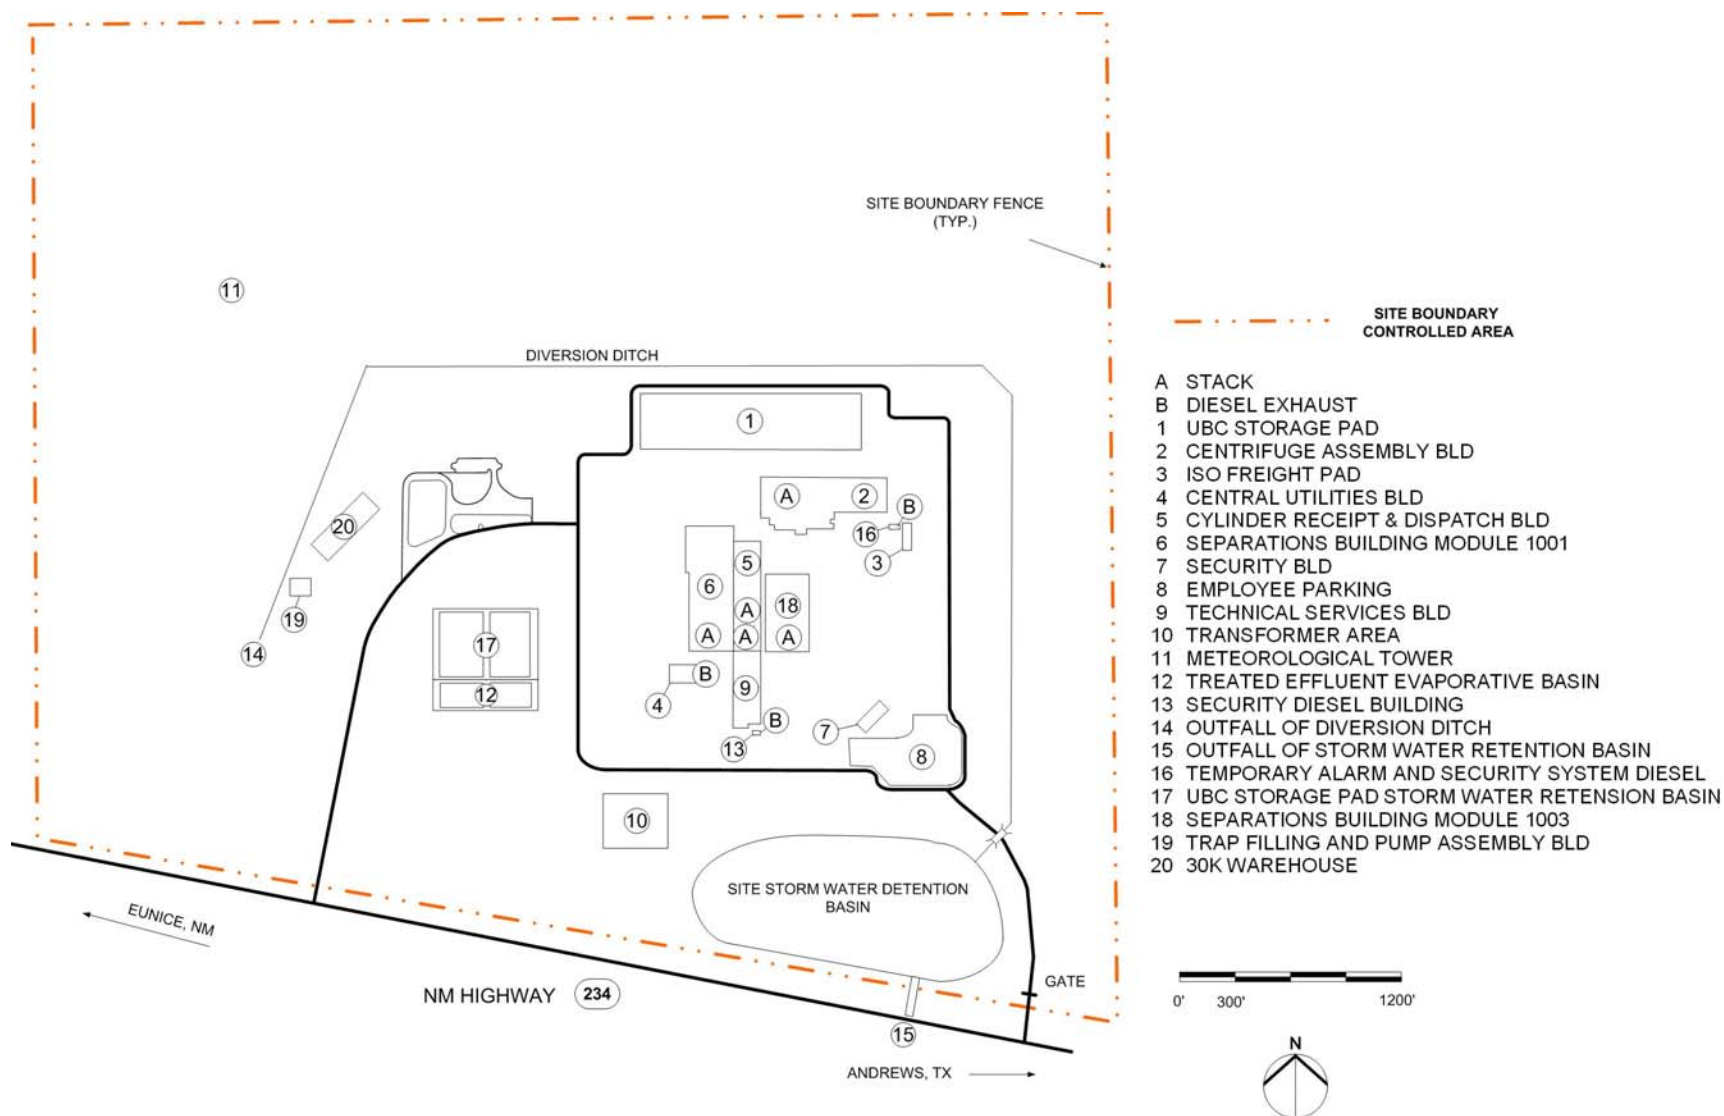 SITE BOUNDARY FENCE
(TYP.)
11
DIVERSION DITCH
1
A
2
B
16
3
20
5
6
18
A
19
A
A
A
17
14
B
9
12
4
B
7
13
8
10
SITE STORM WATER DETENTION
BASIN
EUNICE, NM
NM HIGHWAY 234
GATE
15
ANDREWS, TX
SITE BOUNDARY
CONTROLLED AREA
A STACK
B DIESEL EXHAUST
1 UBC STORAGE PAD
2 CENTRIFUGE ASSEMBLY BLD
3 ISO FREIGHT PAD
4 CENTRAL UTILITIES BLD
5 CYLINDER RECEIPT & DISPATCH BLD
6 SEPARATIONS BUILDING MODULE 1001
7 SECURITY BLD
8 EMPLOYEE PARKING
9 TECHNICAL SERVICES BLD
10 TRANSFORMER AREA
11 METEOROLOGICAL TOWER
12 TREATED EFFLUENT EVAPORATIVE BASIN
13 SECURITY DIESEL BUILDING
14 OUTFALL OF DIVERSION DITCH
15 OUTFALL OF STORM WATER RETENTION BASIN
16 TEMPORARY ALARM AND SECURITY SYSTEM DIESEL
17 UBC STORAGE PAD STORM WATER RETENSION BASIN
18 SEPARATIONS BUILDING MODULE 1003
19 TRAP FILLING AND PUMP ASSEMBLY BLD
20 30K WAREHOUSE
0' 300' 1200'
N